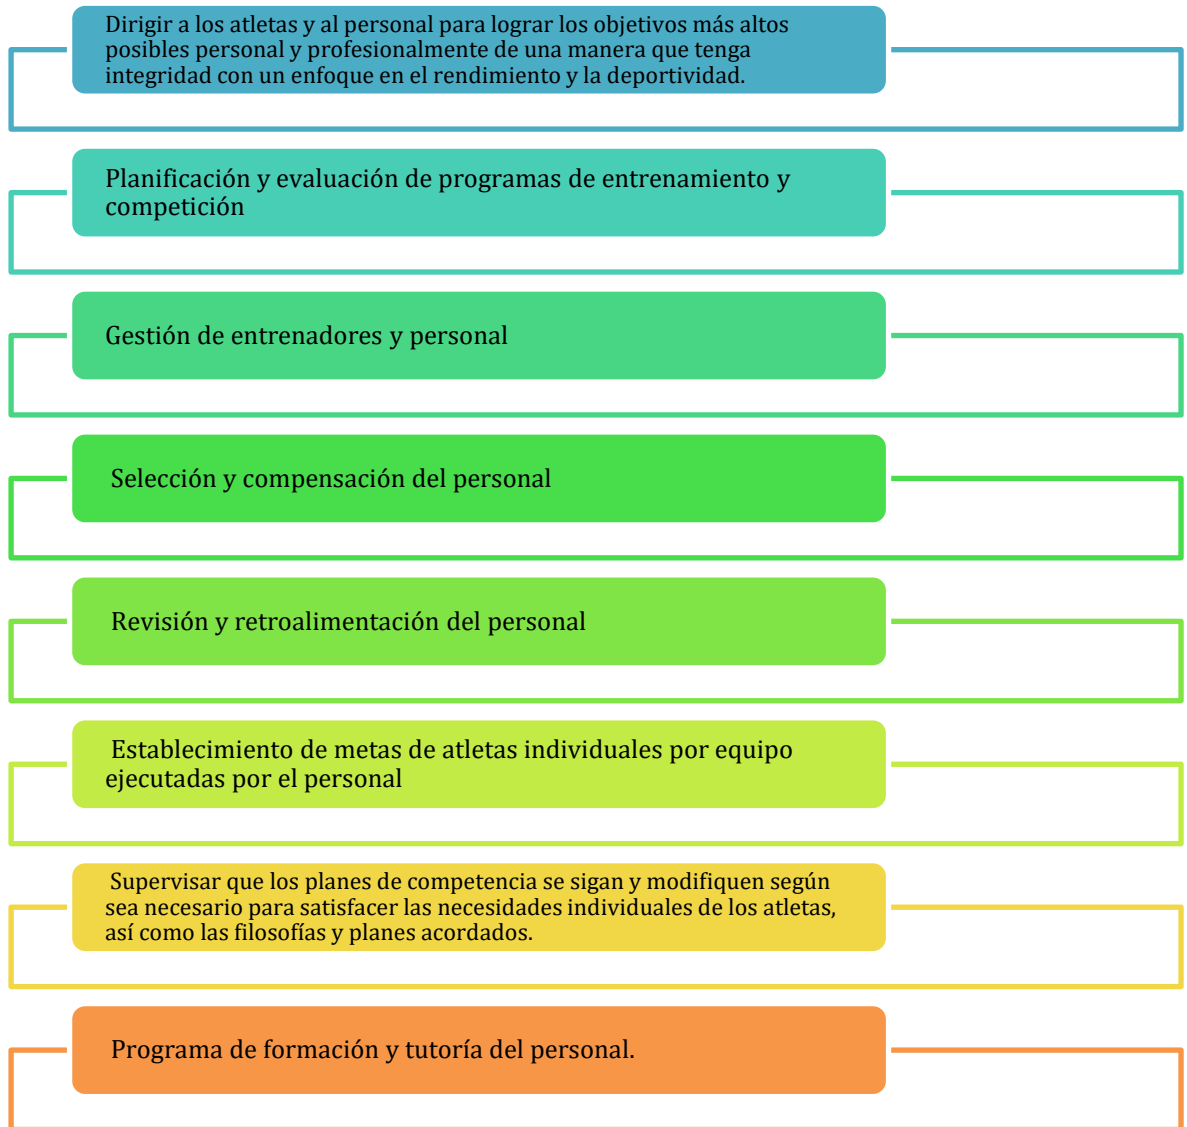 Dirigir a los atletas y al personal para lograr los objetivos más altos
posibles personal y profesionalmente de una manera que tenga
integridad con un enfoque en el rendimiento y la deportividad.
Planificación y evaluación de programas de entrenamiento y
competición
Gestión de entrenadores y personal
Selección y compensación del personal
Revisión y retroalimentación del personal
Establecimiento de metas de atletas individuales por equipo
ejecutadas por el personal
Supervisar que los planes de competencia se sigan y modifiquen según
sea necesario para satisfacer las necesidades individuales de los atletas,
así como las filosofías y planes acordados.
Programa de formación y tutoría del personal.